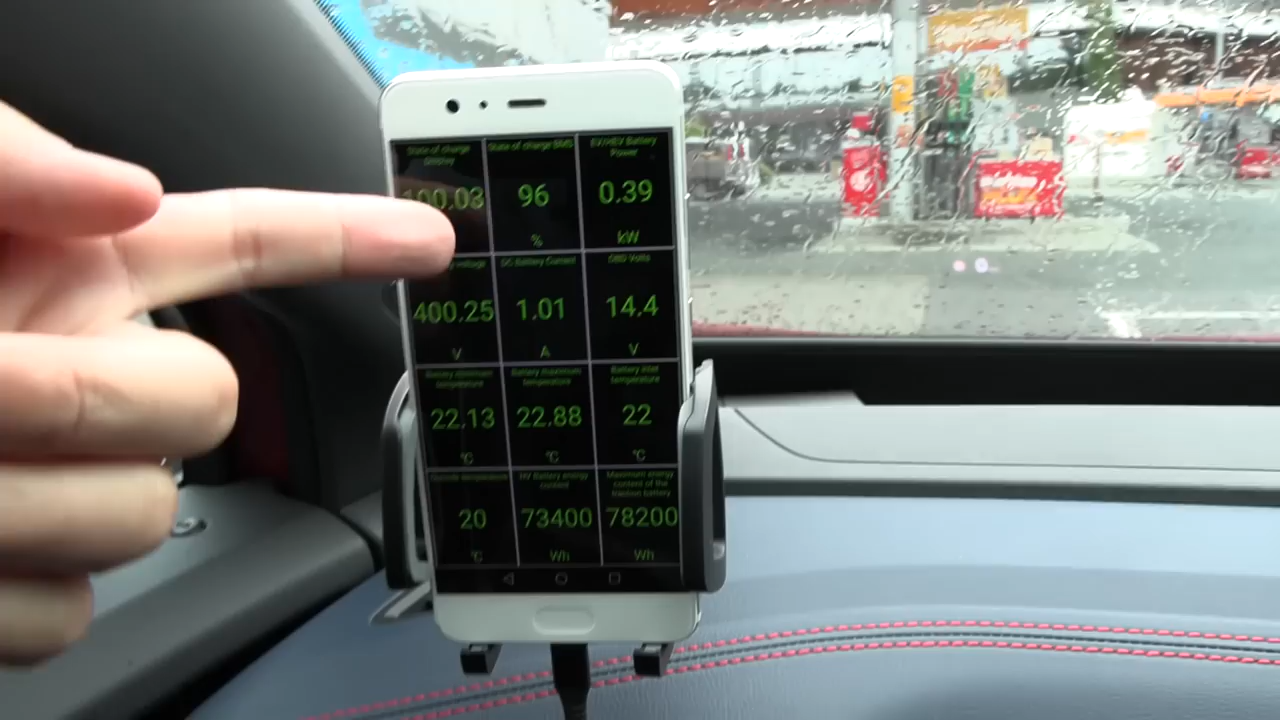 State of charge
display
100.03
State of charge BMS
96
%
EV/HEV Battery
Power
0.39
kW
voltage
400.25
V
DC Battery Current
1.01
A
OBD Volts
14.4
V
Battery minimum
temperature
22.13
℃
Battery maximum
temperature
22.88
℃
Battery inlet
temperature
22
℃
Outside temperature
20
℃
HV Battery energy
content
73400
Wh
Maximum energy
content of the
traction battery
78200
Wh